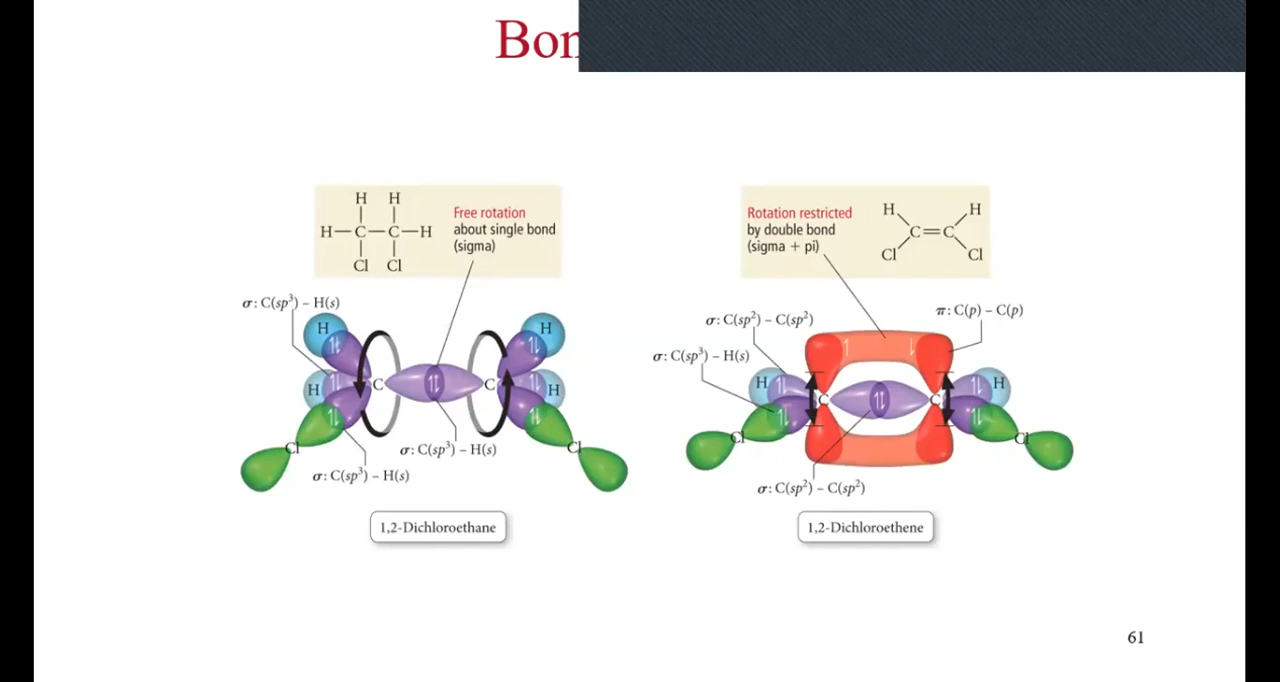 Bon
H H
Free rotation
about single bond
(sigma)
H—C—C—H
Cl Cl
Rotation restricted
by double bond
(sigma + pi)
H H
C=C
Cl Cl
σ: C(sp³) – H(s)
H
H
H
H
C
C
Cl
Cl
σ: C(sp³) – H(s)
σ: C(sp³) – H(s)
1,2-Dichloroethane
σ: C(sp²) – C(sp²)
π: C(p) – C(p)
σ: C(sp³) – H(s)
H
H
C
C
Cl
Cl
σ: C(sp²) – C(sp²)
1,2-Dichloroethene
61